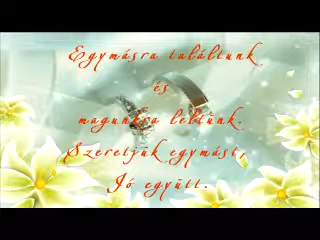 Egymásra találtunk
és
magunkra leltünk.
Szeretjük egymást,
Jó együtt.